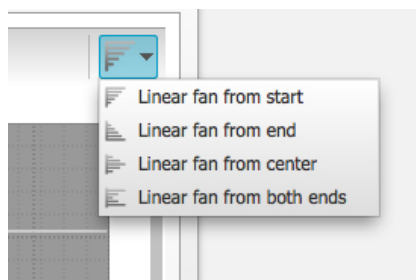 Linear fan from start
Linear fan from end
Linear fan from center
Linear fan from both ends